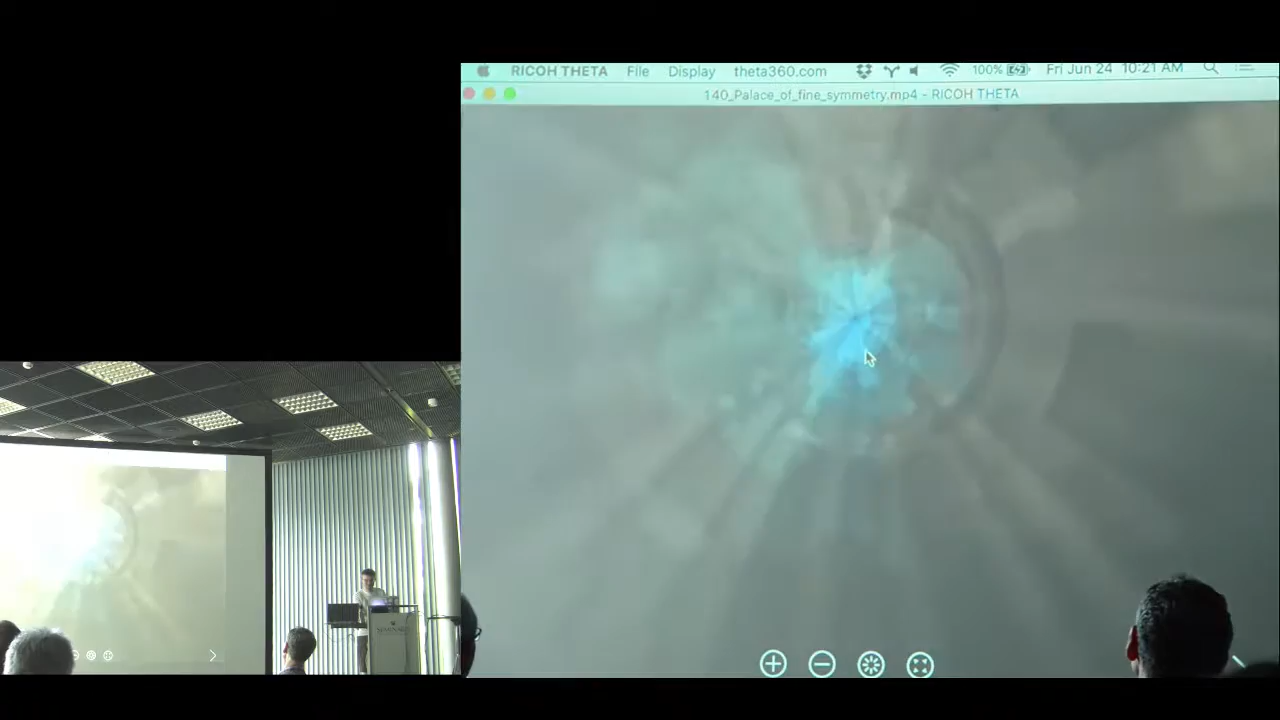 RICOH THETA File Display theta360.com 100% Fri Jun 24 10:21 AM
140_Palace_of_fine_symmetry.mp4 - RICOH THETA